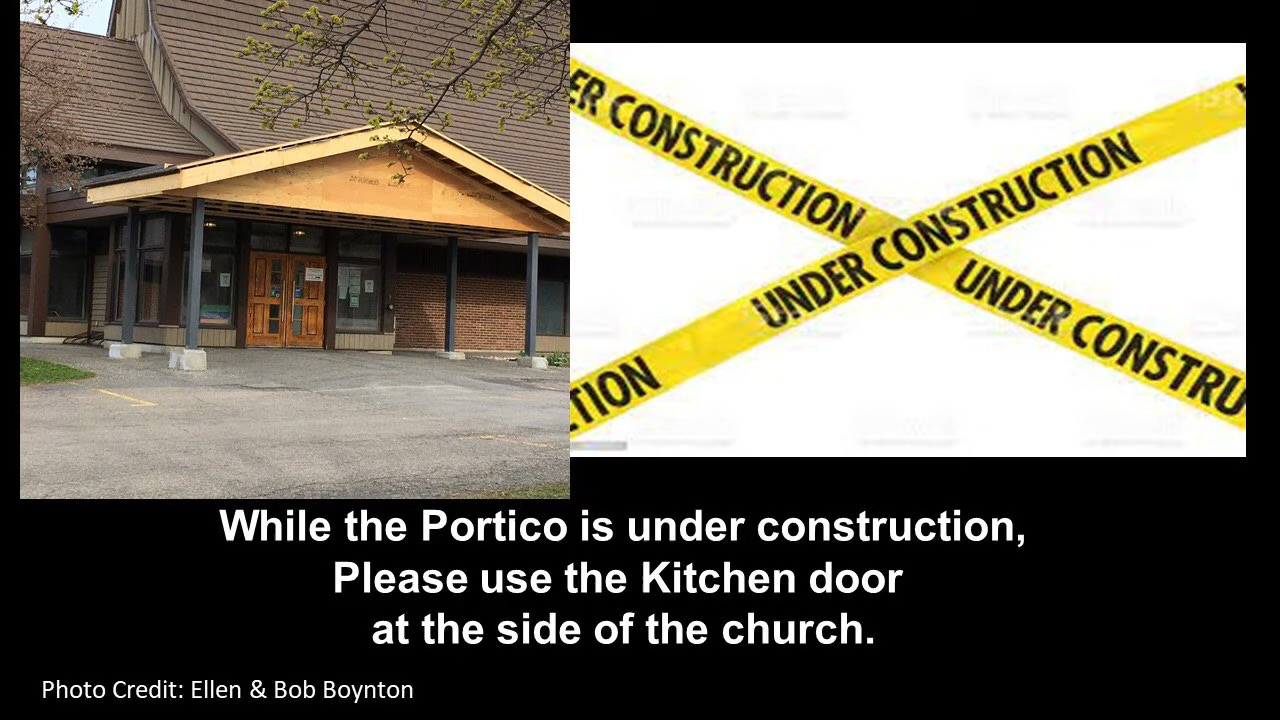 ER CONSTRUCTION
UNDER CONSTRUCTION
UNDER CONSTRU
TION
While the Portico is under construction,
Please use the Kitchen door
at the side of the church.
Photo Credit: Ellen & Bob Boynton